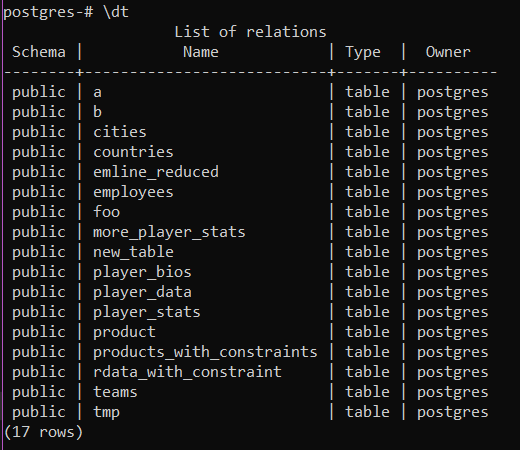 postgres-# \dt
                   List of relations
 Schema |           Name            | Type  |  Owner
--------+---------------------------+-------+----------
 public | a                         | table | postgres
 public | b                         | table | postgres
 public | cities                    | table | postgres
 public | countries                 | table | postgres
 public | emline_reduced            | table | postgres
 public | employees                 | table | postgres
 public | foo                       | table | postgres
 public | more_player_stats         | table | postgres
 public | new_table                 | table | postgres
 public | player_bios               | table | postgres
 public | player_data               | table | postgres
 public | player_stats              | table | postgres
 public | product                   | table | postgres
 public | products_with_constraints | table | postgres
 public | rdata_with_constraint     | table | postgres
 public | teams                     | table | postgres
 public | tmp                       | table | postgres
(17 rows)